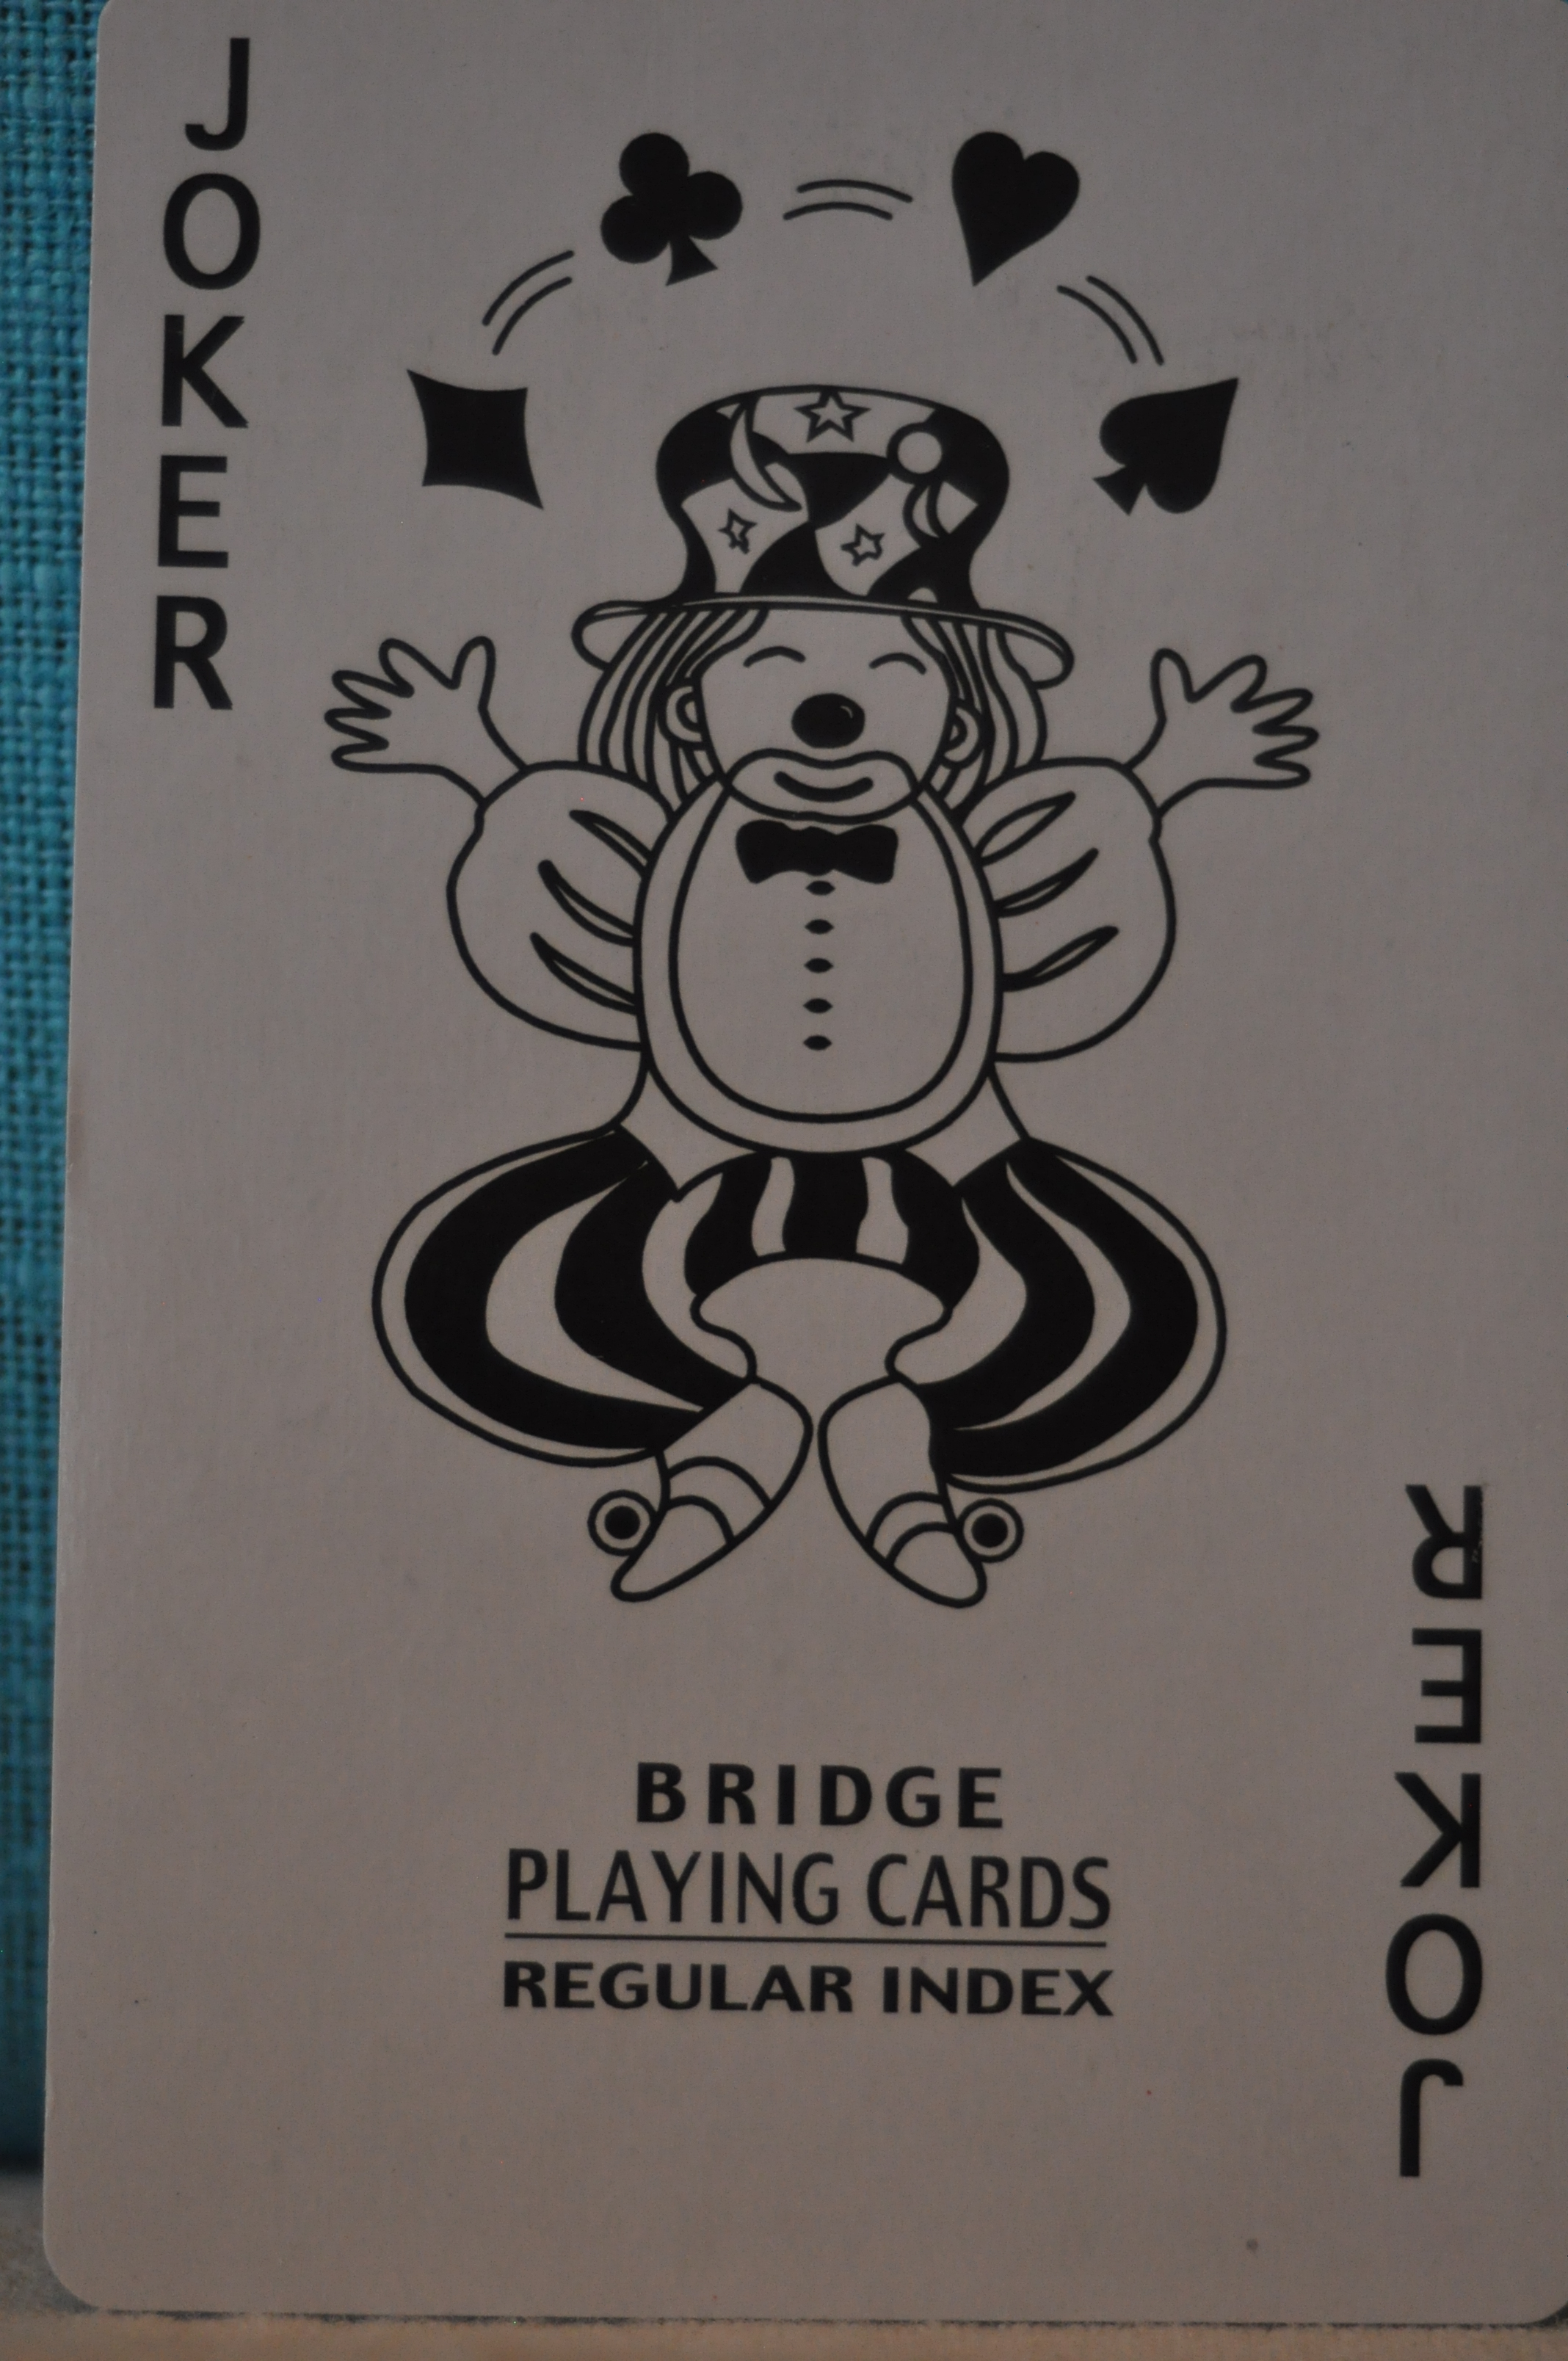 JOKER
BRIDGE
PLAYING CARDS
REGULAR INDEX
JOKER